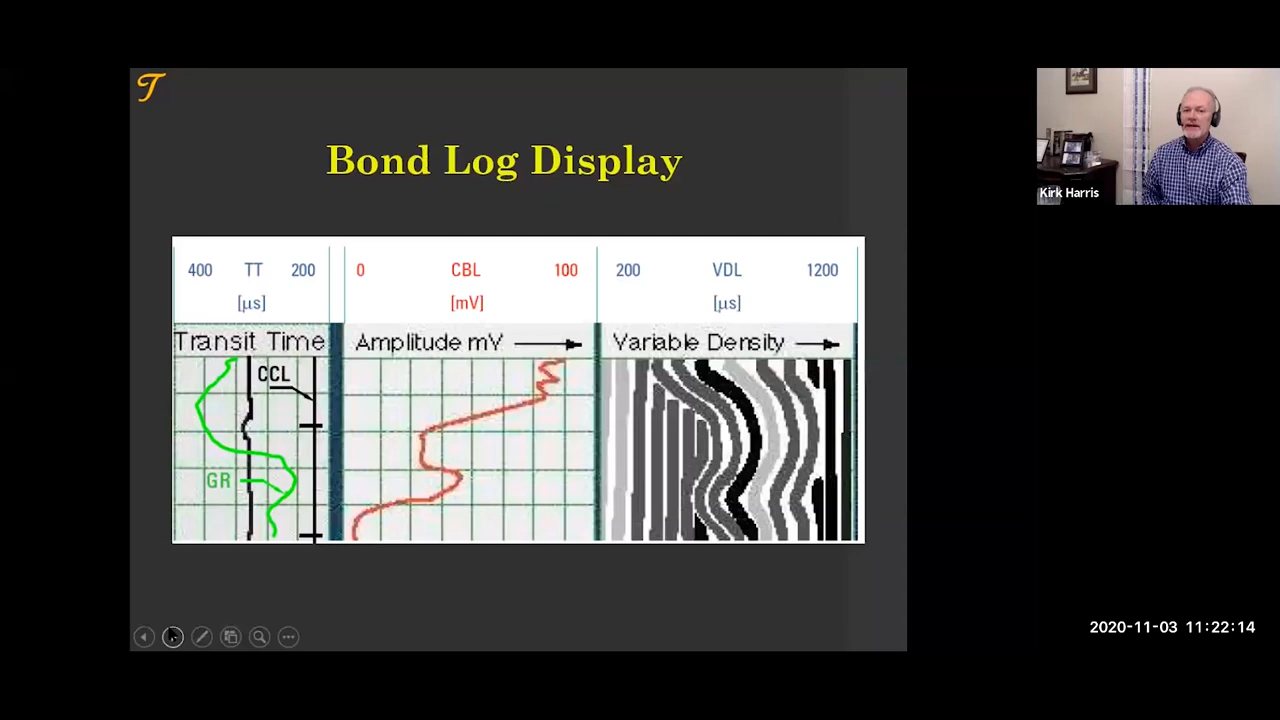 T
Bond Log Display
400 TT 200
[µs]
0 CBL 100
[mV]
200 VDL 1200
[µs]
Transit Time
Amplitude mV
Variable Density
CCL
GR
Kirk Harris
2020-11-03 11:22:14